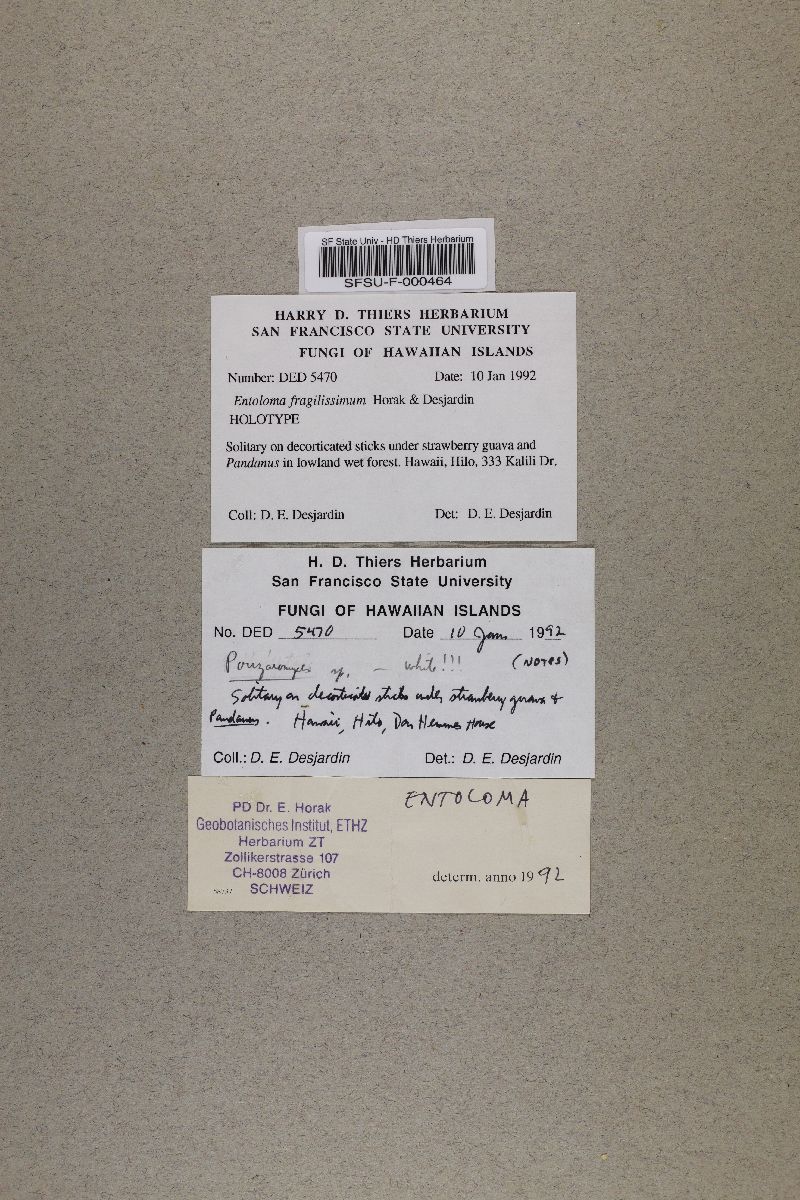 SF State Univ - HD Thiers Herbarium
SFSU-F-000464
HARRY D. THIERS HERBARIUM
SAN FRANCISCO STATE UNIVERSITY
FUNGI OF HAWAIIAN ISLANDS
Number: DED 5470 Date: 10 Jan 1992
Entoloma fragilissimum Horak & Desjardin
HOLOTYPE
Solitary on decorticated sticks under strawberry guava and
Pandanus in lowland wet forest. Hawaii, Hilo, 333 Kalili Dr.
Coll: D. E. Desjardin Det: D. E. Desjardin
H. D. Thiers Herbarium
San Francisco State University
FUNGI OF HAWAIIAN ISLANDS
No. DED 5470 Date 10 Jan 1992
Pouzaromyces sp. – white!!! (NOTES)
Solitary on decorticated sticks under strawberry guava +
Pandanus. Hawaii, Hilo, Don Hemmes House
Coll.: D. E. Desjardin Det.: D. E. Desjardin
PD Dr. E. Horak
Geobotanisches Institut, ETHZ
Herbarium ZT
Zollikerstrasse 107
CH-8008 Zürich
SCHWEIZ
ENTOLOMA
determ. anno 1992